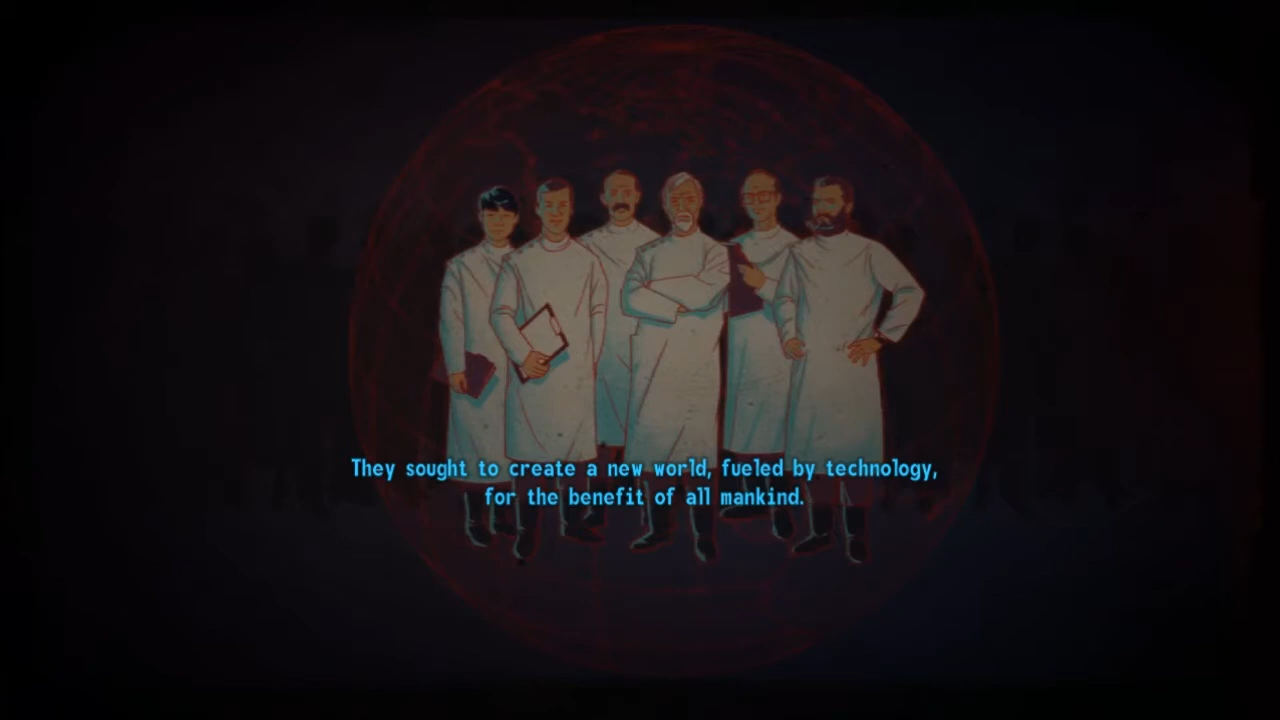 They sought to create a new world, fueled by technology,
for the benefit of all mankind.